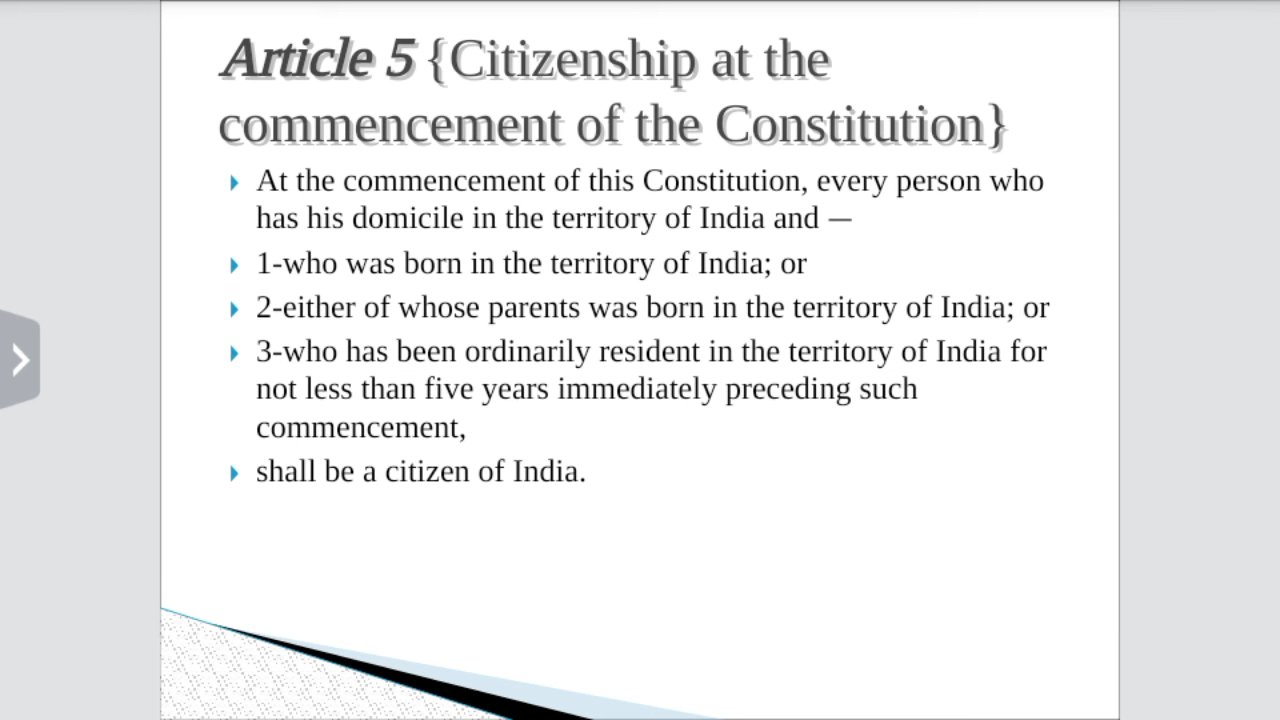 Article 5 {Citizenship at the
commencement of the Constitution}
At the commencement of this Constitution, every person who
has his domicile in the territory of India and —
1-who was born in the territory of India; or
2-either of whose parents was born in the territory of India; or
3-who has been ordinarily resident in the territory of India for
not less than five years immediately preceding such
commencement,
shall be a citizen of India.